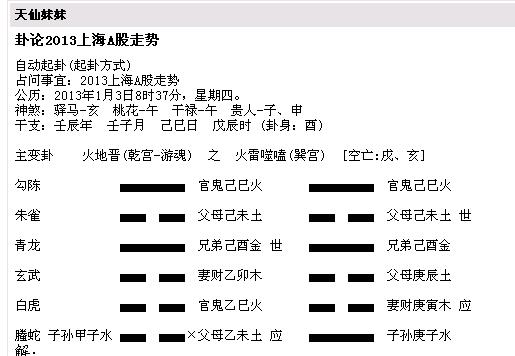 天仙妹妹
卦论2013上海A股走势
自动起卦(起卦方式)
占问事宜: 2013上海A股走势
公历: 2013年1月3日8时37分，星期四。
神煞: 驿马-亥 桃花-午 干禄-午 贵人-子、申
干支: 壬辰年 壬子月 己巳日 戊辰时 (卦身: 酉)
主变卦 火地晋(乾宫-游魂) 之 火雷噬嗑(巽宫) [空亡:戌、亥]
勾陈 官鬼己巳火 官鬼己巳火
朱雀 父母己未土 父母己未土 世
青龙 兄弟己酉金 世 兄弟己酉金
玄武 妻财乙卯木 父母庚辰土
白虎 官鬼乙巳火 妻财庚寅木 应
螣蛇 子孙甲子水 ×父母乙未土 应 子孙庚子水
解: